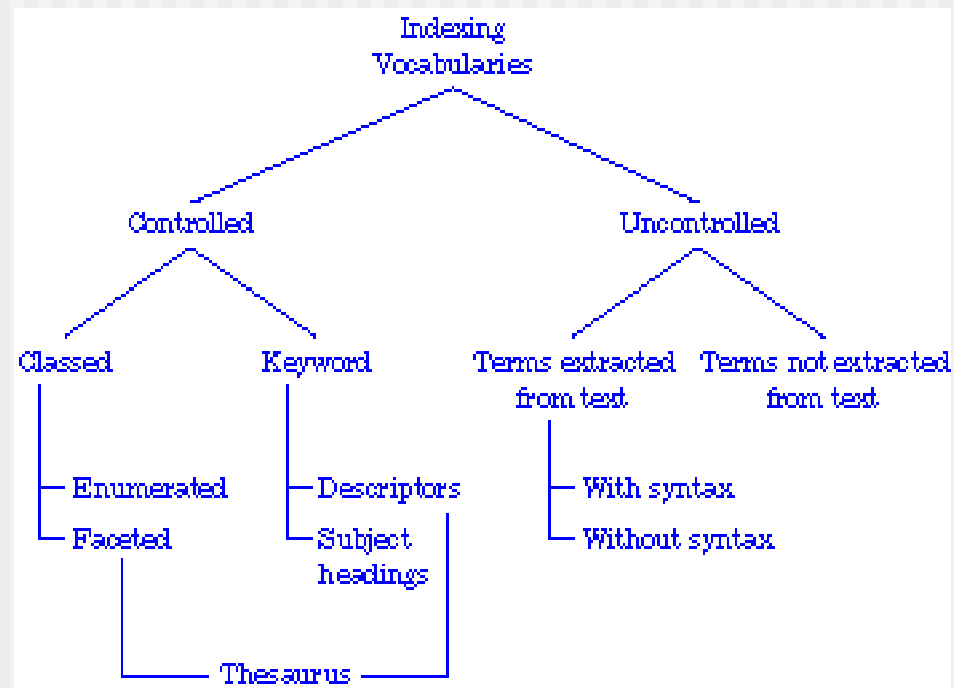 Indexing
Vocabularies
Controlled
Uncontrolled
Classed
Keyword
Terms extracted
from text
Terms not extracted
from text
Enumerated
Faceted
Descriptors
Subject
headings
With syntax
Without syntax
Thesaurus